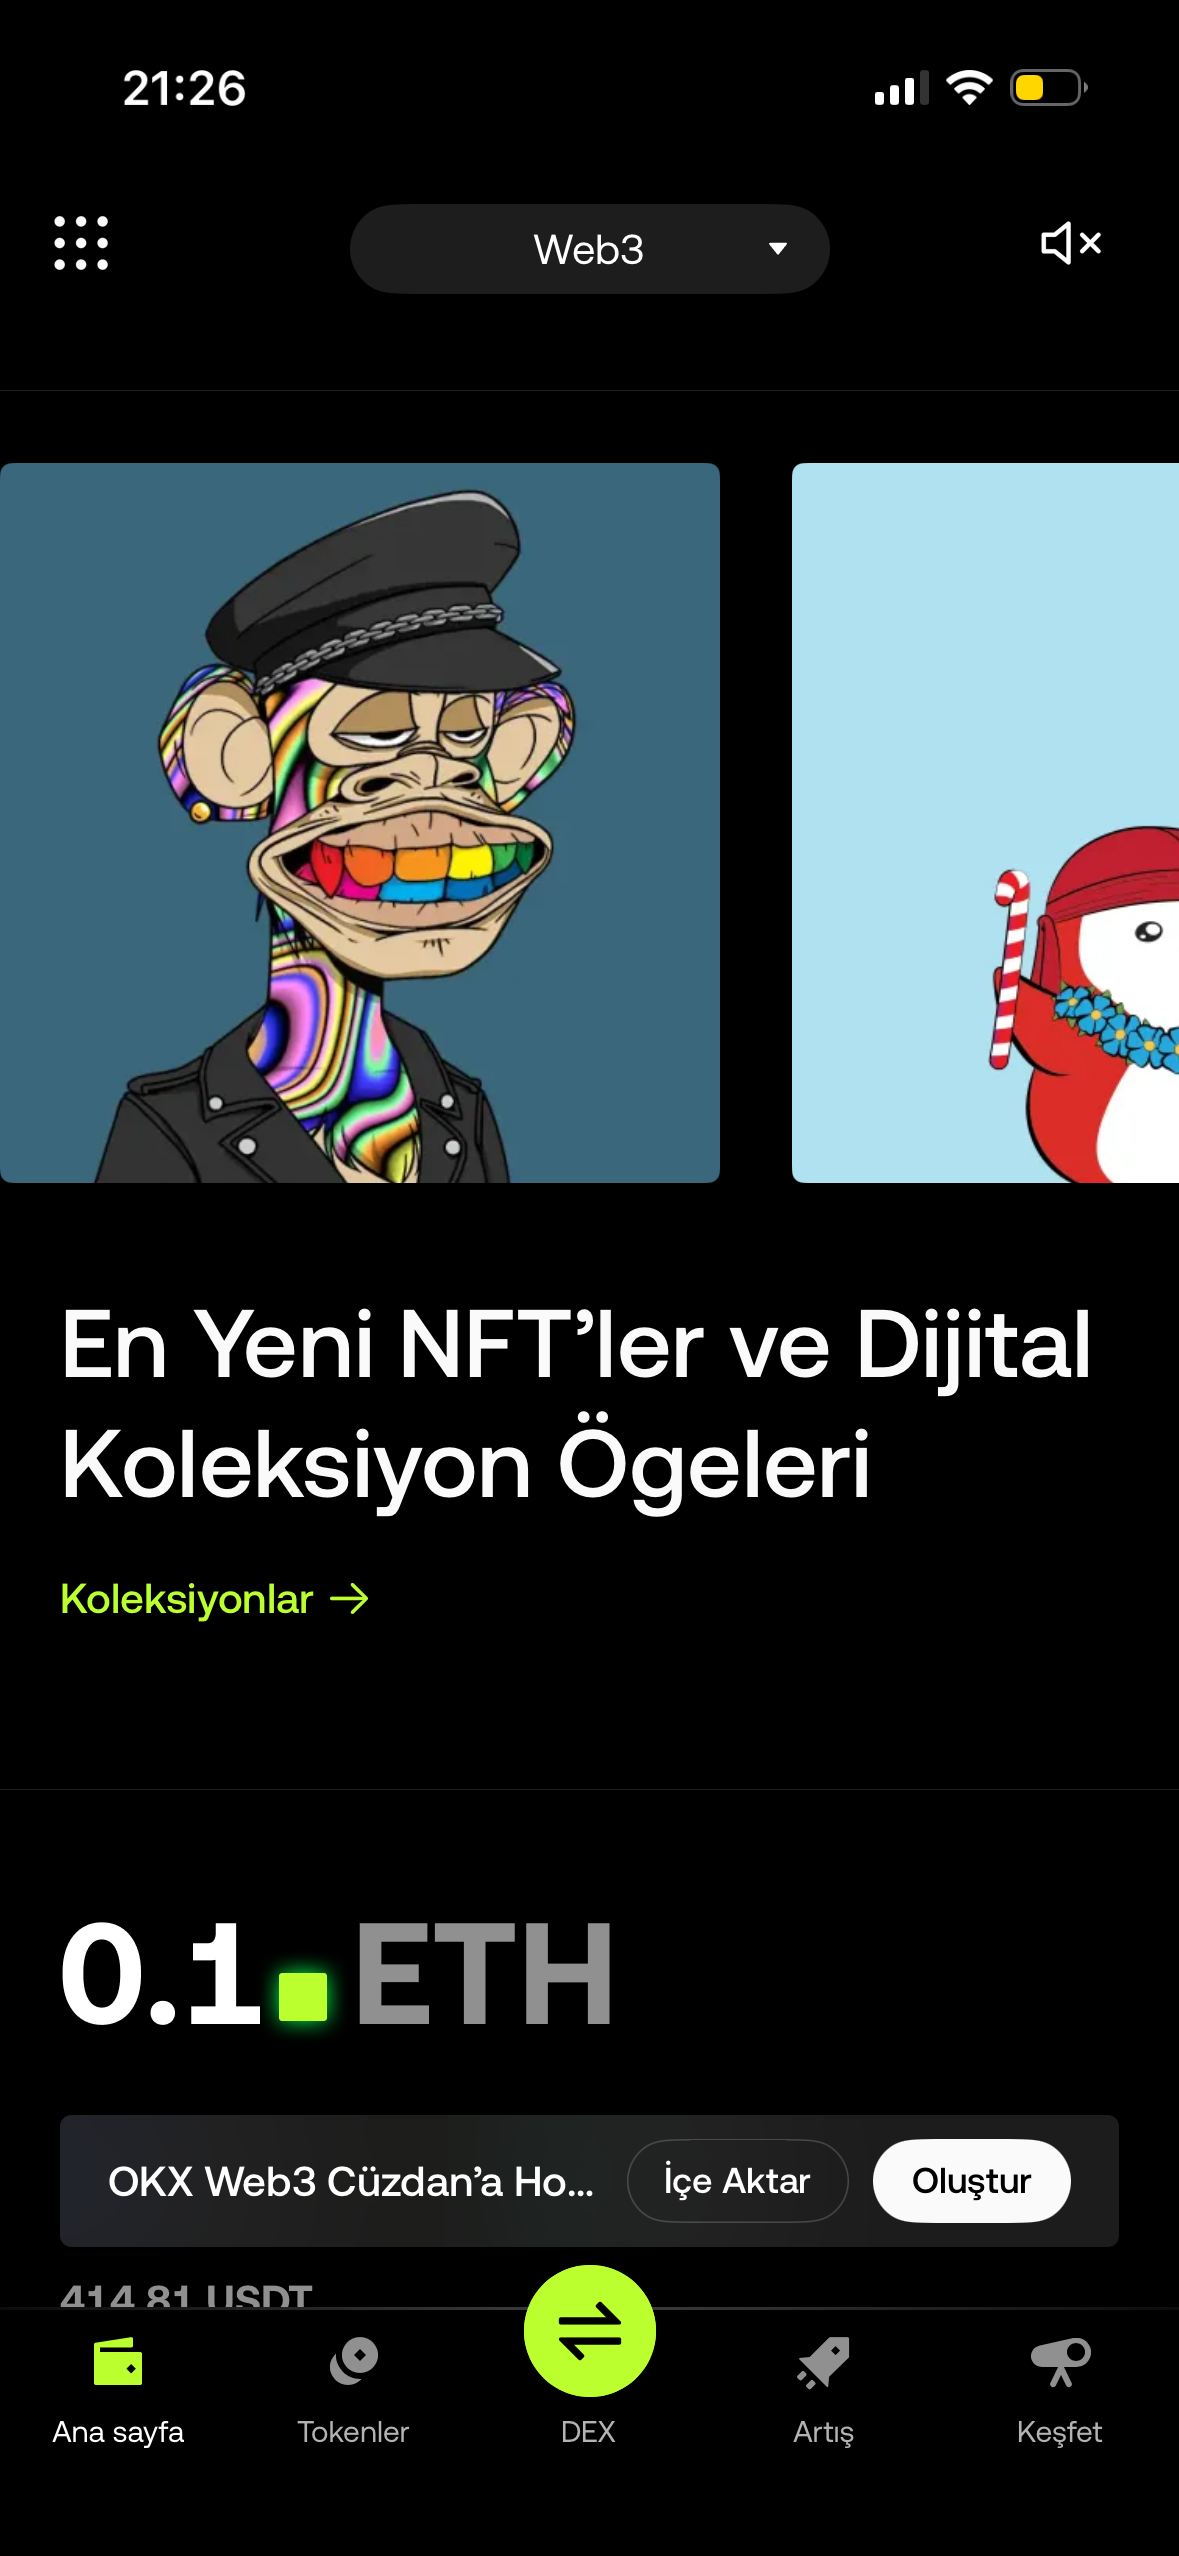 21:26
Web3
En Yeni NFT’ler ve Dijital
Koleksiyon Ögeleri
Koleksiyonlar →
0.1 ETH
OKX Web3 Cüzdan’a Ho...
İçe Aktar
Oluştur
414.81 USDT
Ana sayfa
Tokenler
DEX
Artış
Keşfet